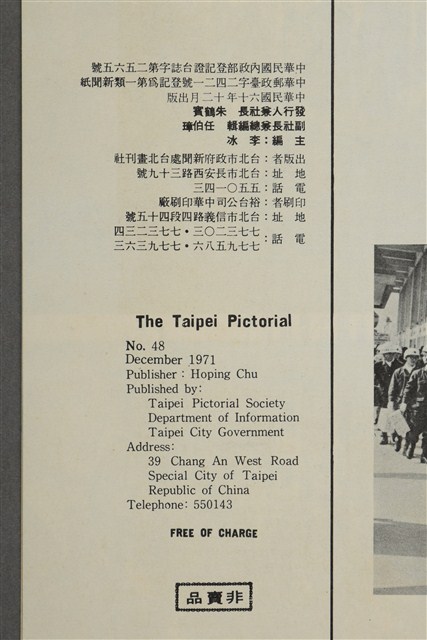 中華民國內政部登記證台誌字第二五六五號
中華郵政臺字二四二一號登記爲第一類新聞紙
中華民國六十年十二月出版
發行人兼社長 朱鶴賓
副社長兼總編輯 任伯璋
主編：李冰
出版者：台北市政府新聞處台北畫刊社
地址：台北市長安西路三十九號
電話：五五〇一四三
印刷者：裕台公司中華印刷廠
地址：台北市信義路四段四十五號
電話：七七三二〇三•七七三二三四
七七九五八六•七七九三六三
The Taipei Pictorial
No. 48
December 1971
Publisher : Hoping Chu
Published by:
Taipei Pictorial Society
Department of Information
Taipei City Government
Address:
39 Chang An West Road
Special City of Taipei
Republic of China
Telephone: 550143
FREE OF CHARGE
非賣品